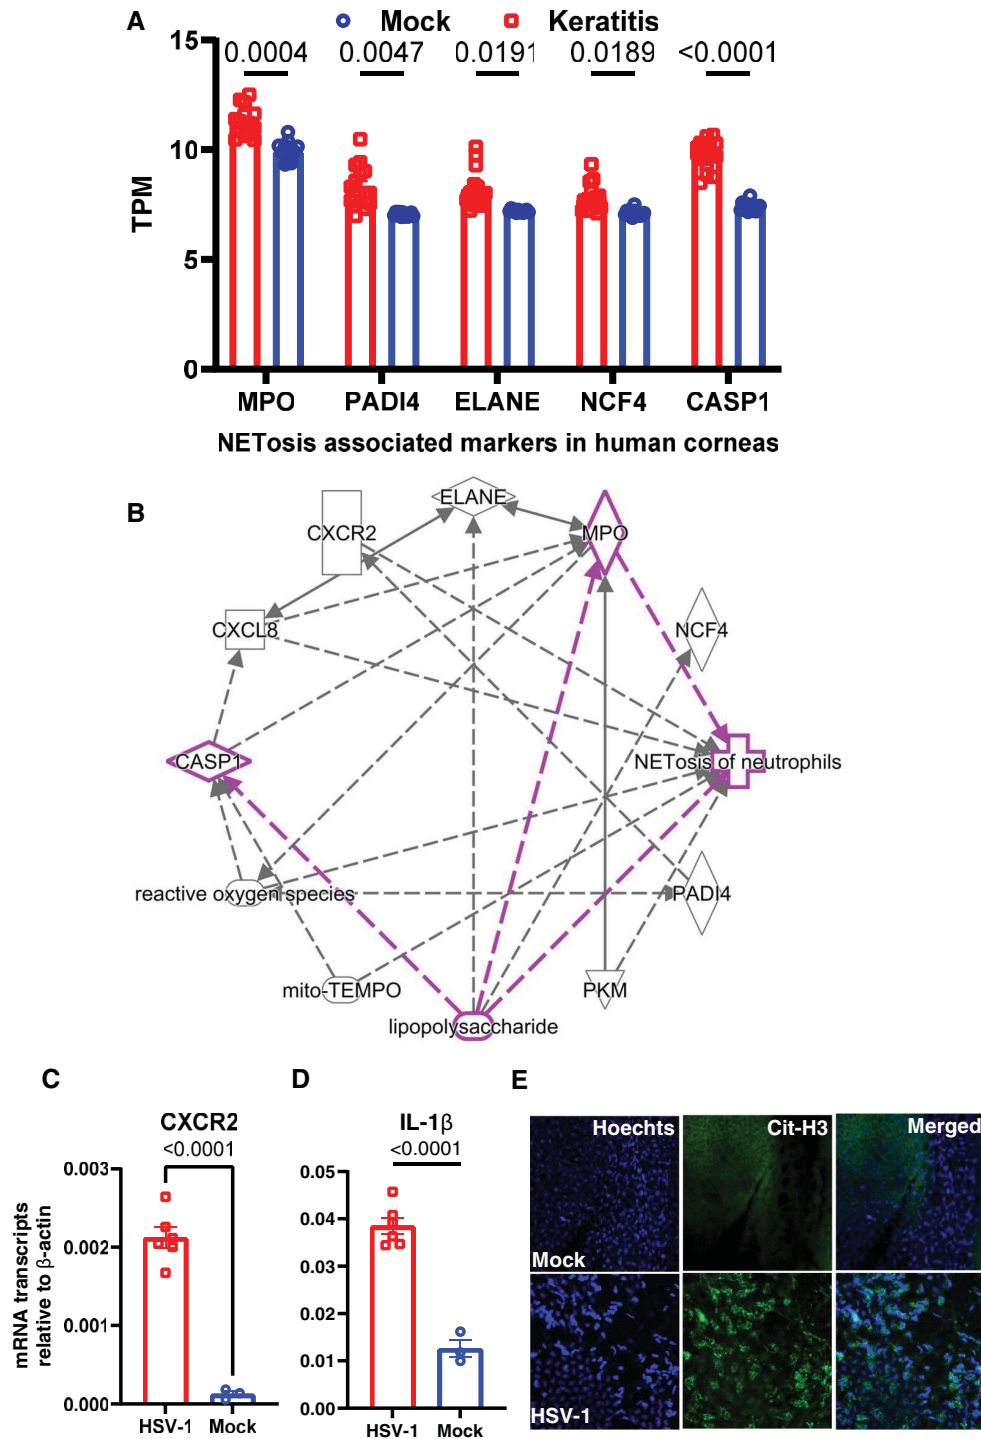 A
Mock Keratitis
15
10
5
0
TPM
0.0004 0.0047 0.0191 0.0189 <0.0001
MPO PADI4 ELANE NCF4 CASP1
NETosis associated markers in human corneas
B
ELANE
CXCR2
MPO
CXCL8
NCF4
CASP1
NETosis of neutrophils
reactive oxygen species
PADI4
mito-TEMPO
PKM
lipopolysaccharide
C
CXCR2
<0.0001
mRNA transcripts
relative to β-actin
0.003
0.002
0.001
0.000
HSV-1 Mock
D
IL-1β
<0.0001
0.05
0.04
0.03
0.02
0.01
0.00
HSV-1 Mock
E
Hoechts Cit-H3 Merged
Mock
HSV-1